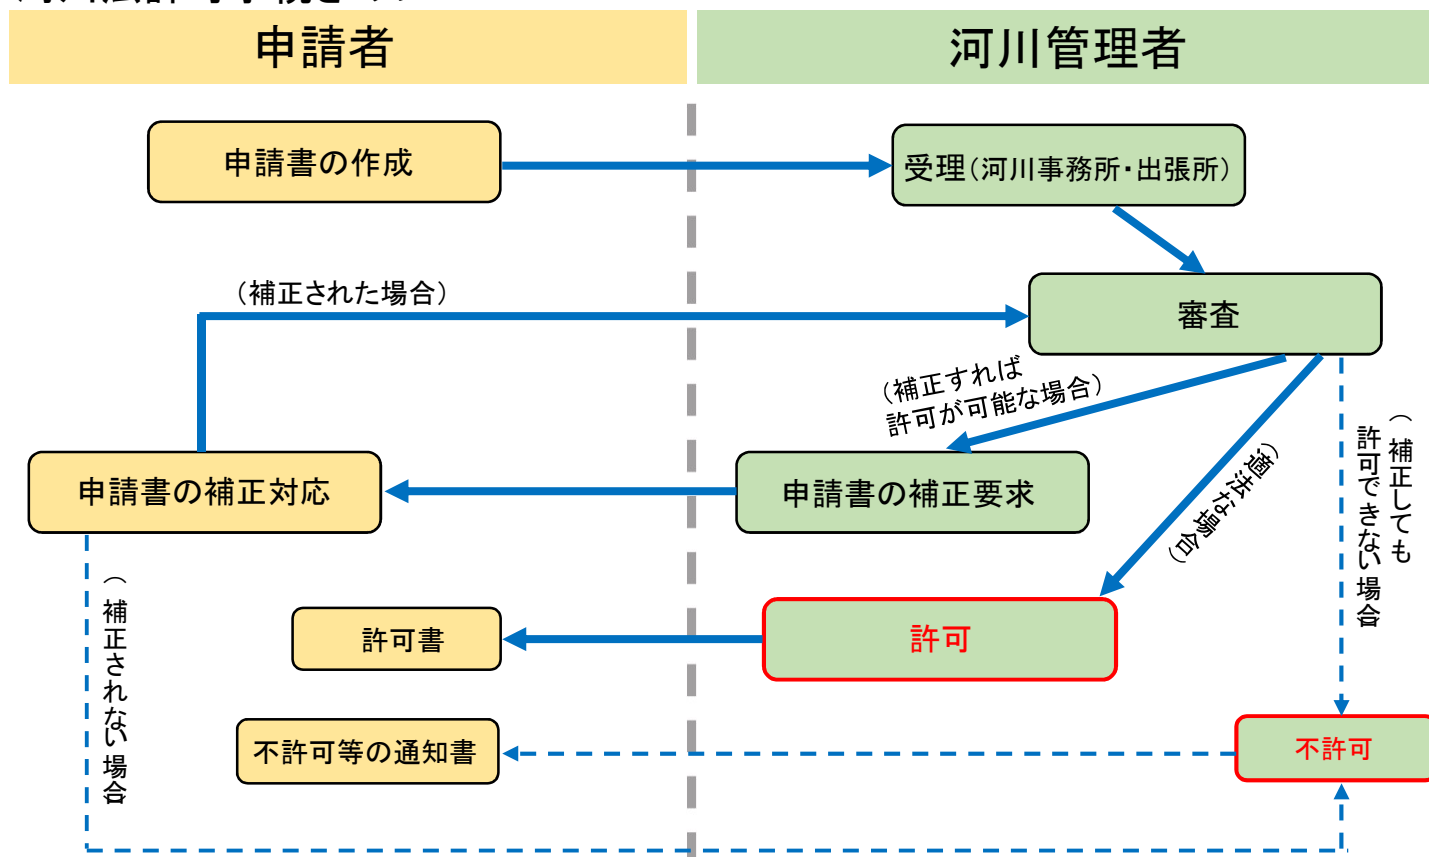 申請者
河川管理者
申請書の作成
受理(河川事務所・出張所)
(補正された場合)
審査
(補正すれば
許可が可能な場合)
(補正しても
許可できない場合)
(適法な場合)
申請書の補正対応
申請書の補正要求
(補正されない場合)
許可書
許可
不許可等の通知書
不許可